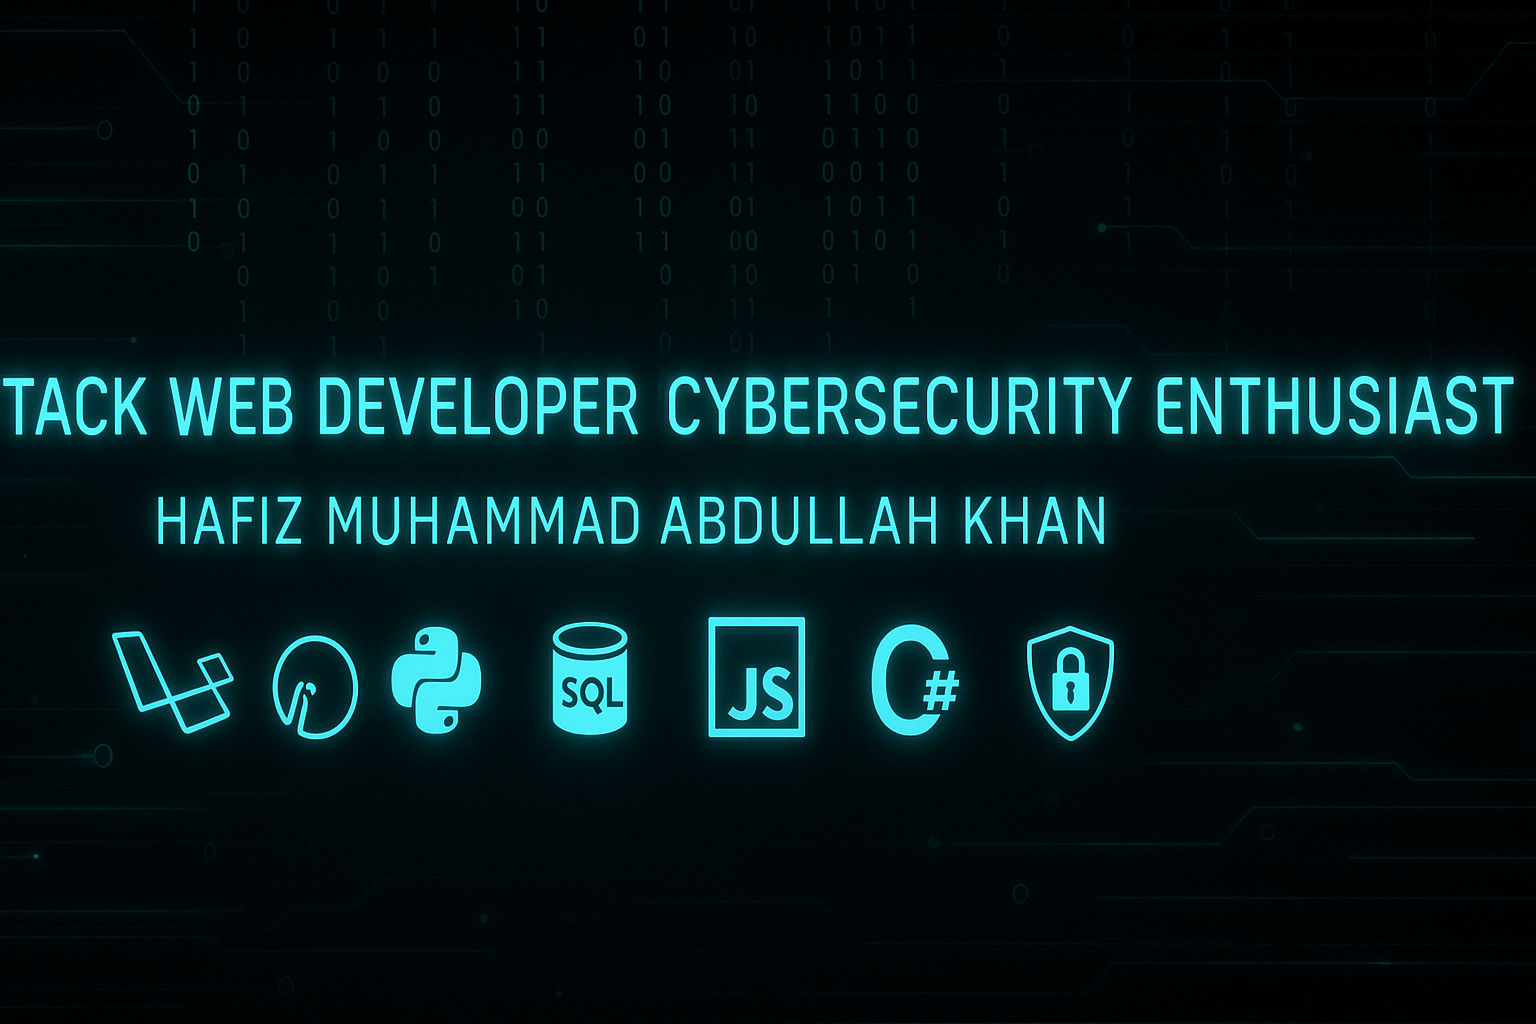 TACK WEB DEVELOPER CYBERSECURITY ENTHUSIAST
HAFIZ MUHAMMAD ABDULLAH KHAN
SQL JS C#